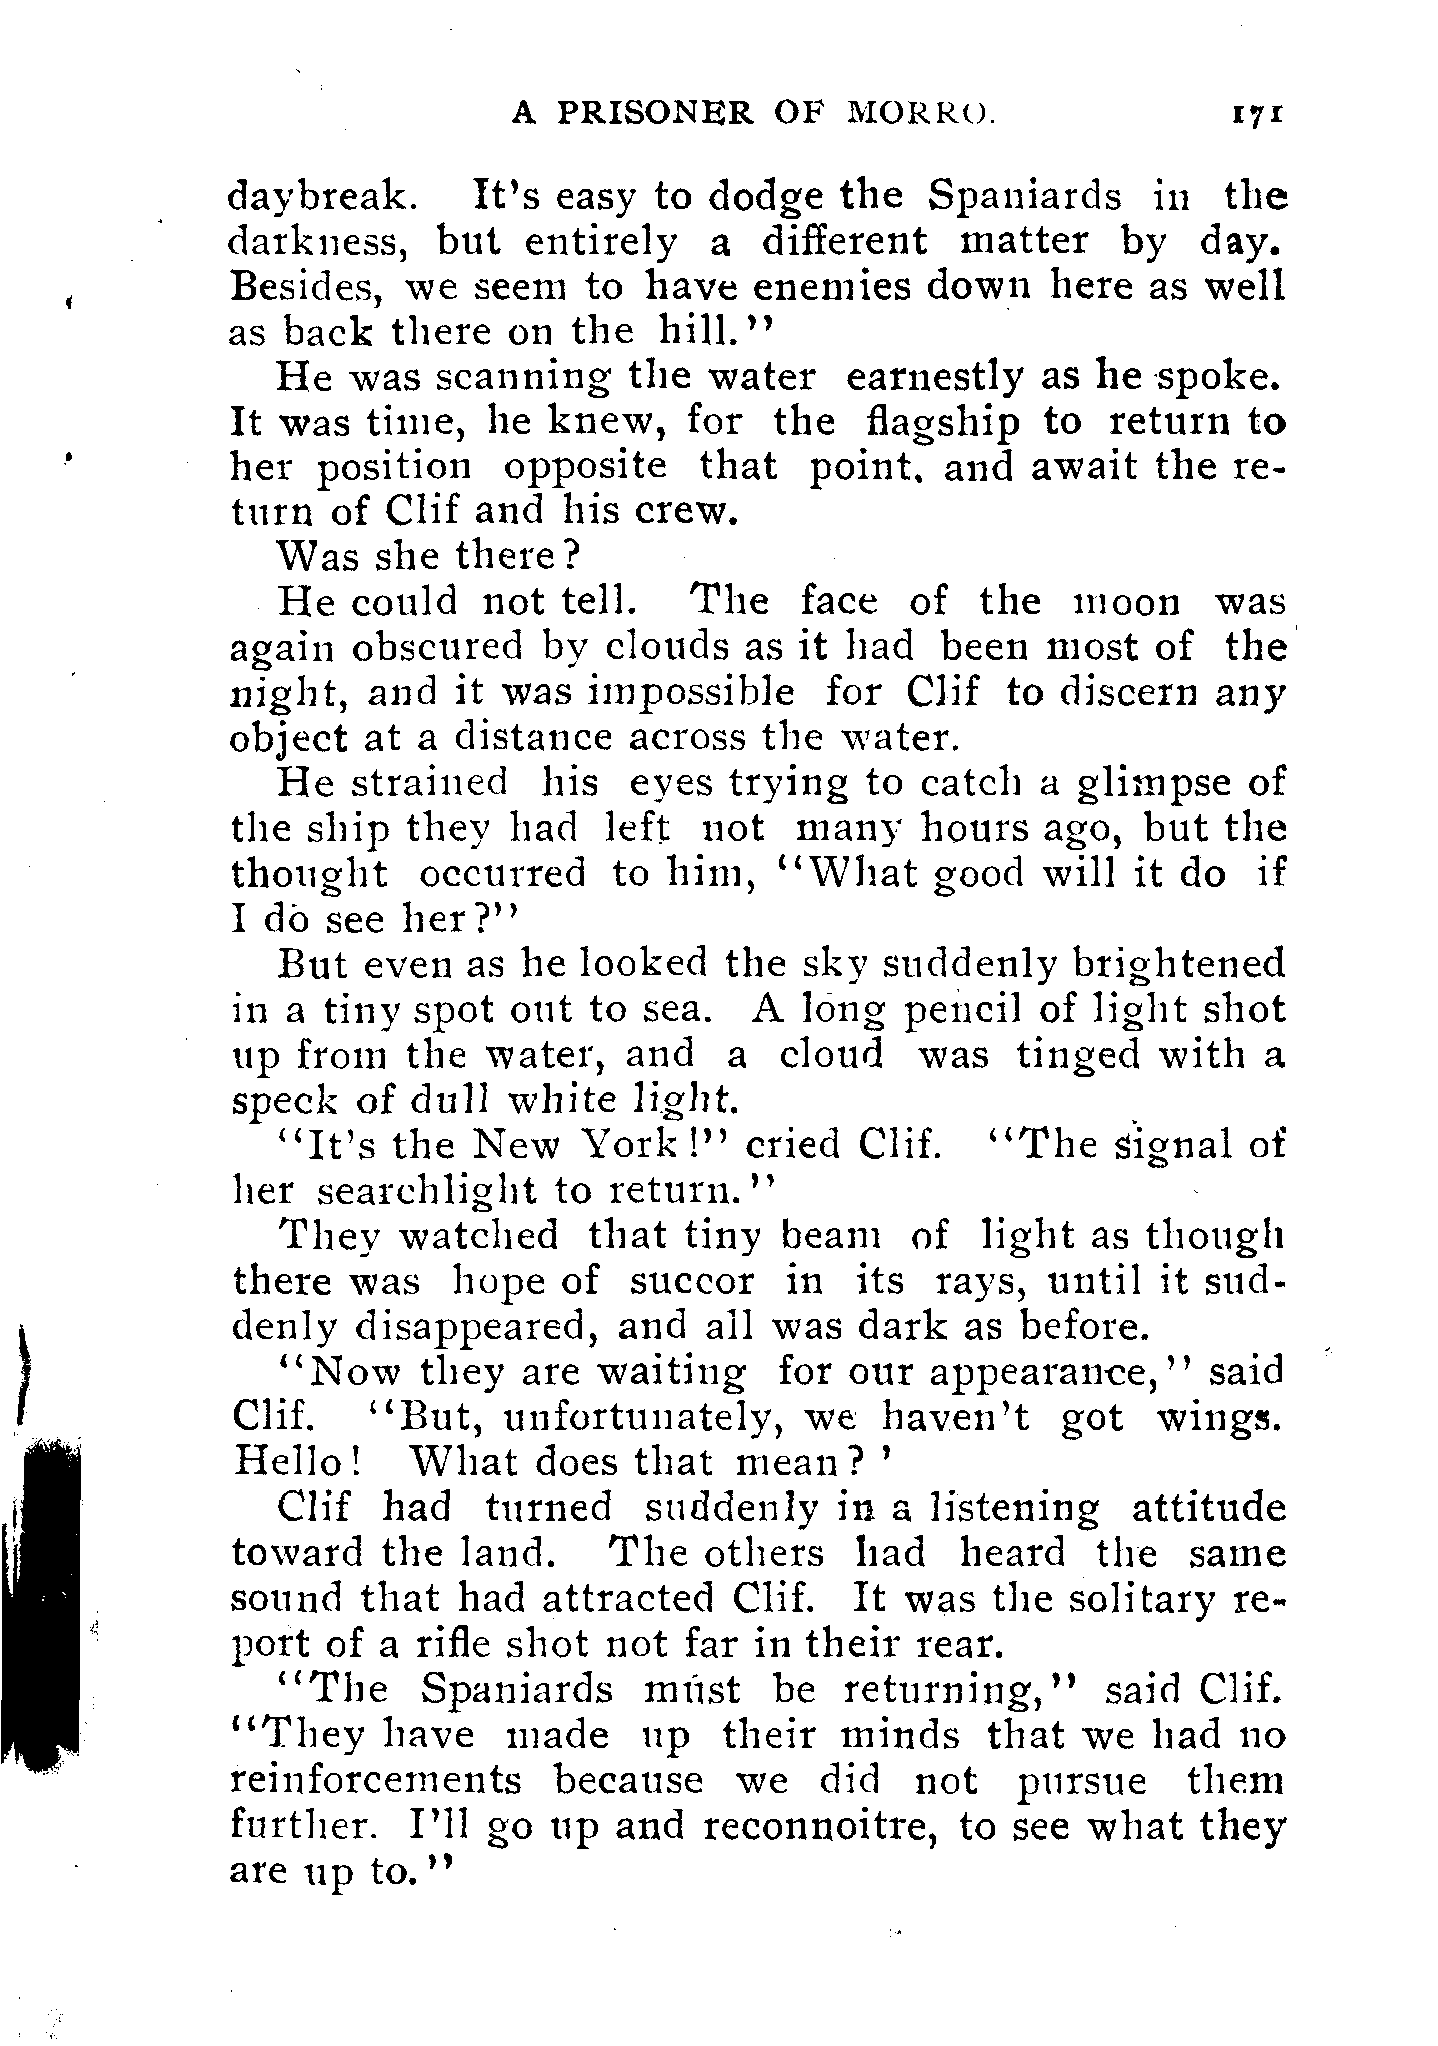 A PRISONER OF MORRO. 171
daybreak. It's easy to dodge the Spaniards in the
darkness, but entirely a different matter by day.
Besides, we seem to have enemies down here as well
as back there on the hill."
He was scanning the water earnestly as he spoke.
It was time, he knew, for the flagship to return to
her position opposite that point, and await the re-
turn of Clif and his crew.
Was she there?
He could not tell. The face of the moon was
again obscured by clouds as it had been most of the
night, and it was impossible for Clif to discern any
object at a distance across the water.
He strained his eyes trying to catch a glimpse of
the ship they had left not many hours ago, but the
thought occurred to him, "What good will it do if
I do see her?"
But even as he looked the sky suddenly brightened
in a tiny spot out to sea. A long pencil of light shot
up from the water, and a cloud was tinged with a
speck of dull white light.
"It's the New York!" cried Clif. "The signal of
her searchlight to return."
They watched that tiny beam of light as though
there was hope of succor in its rays, until it sud-
denly disappeared, and all was dark as before.
"Now they are waiting for our appearance," said
Clif. "But, unfortunately, we haven't got wings.
Hello! What does that mean? '
Clif had turned suddenly in a listening attitude
toward the land. The others had heard the same
sound that had attracted Clif. It was the solitary re-
port of a rifle shot not far in their rear.
"The Spaniards must be returning," said Clif.
"They have made up their minds that we had no
reinforcements because we did not pursue them
further. I'll go up and reconnoitre, to see what they
are up to."